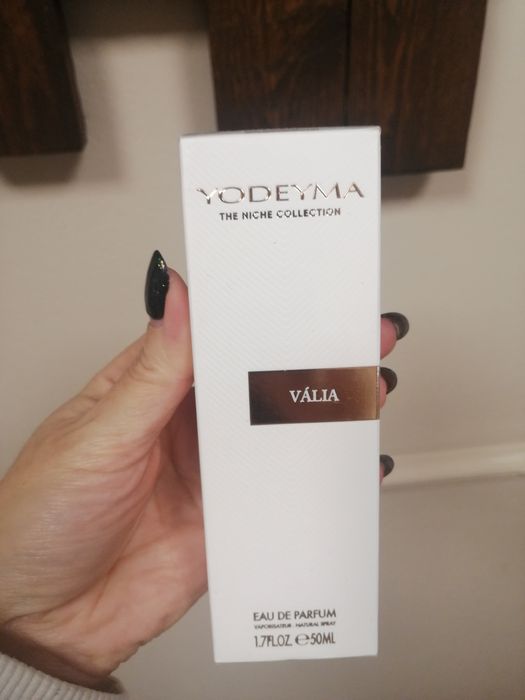 YODEYMA
THE NICHE COLLECTION
VÁLIA
EAU DE PARFUM
VAPORISATEUR - NATURAL SPRAY
1.7FL.OZ. ℮50ML